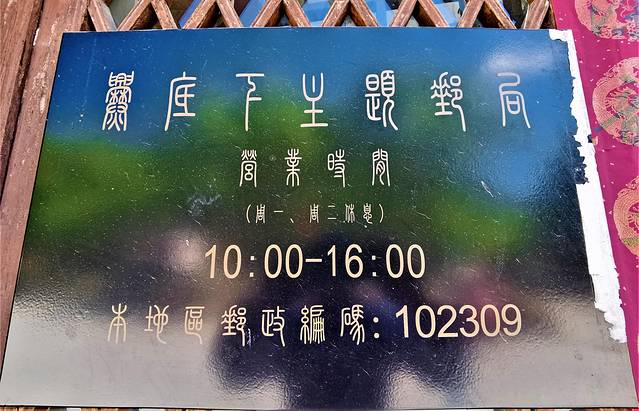 爨底下主題郵局
營業時間
(周一、周二休息)
10:00-16:00
本地區郵政編碼: 102309